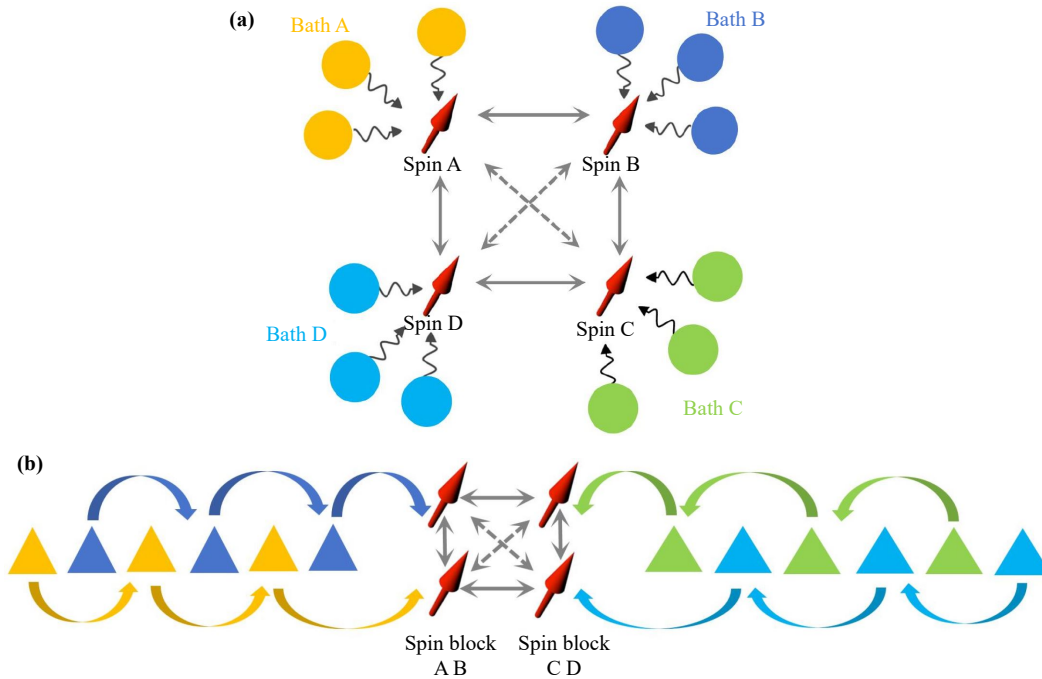 (a)
Bath A
Bath B
Spin A
Spin B
Bath D
Spin D
Spin C
Bath C
(b)
Spin block
A B
Spin block
C D